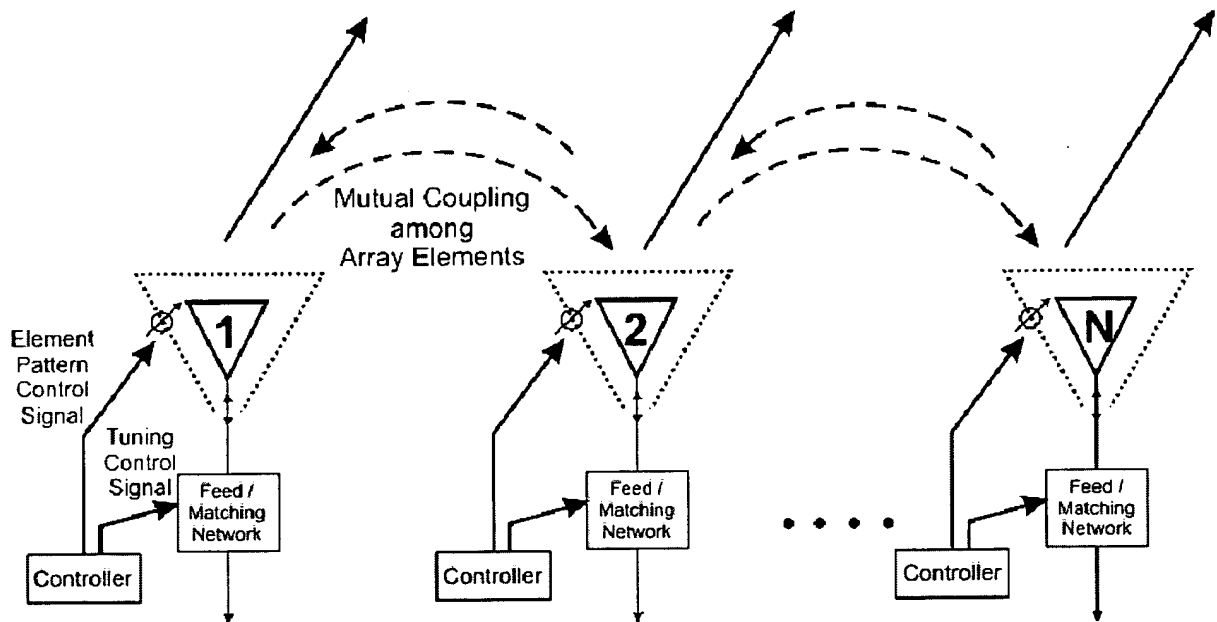 Mutual Coupling
among
Array Elements
1
2
N
Element
Pattern
Control
Signal
Tuning
Control
Signal
Feed /
Matching
Network
Feed /
Matching
Network
Feed /
Matching
Network
Controller
Controller
Controller